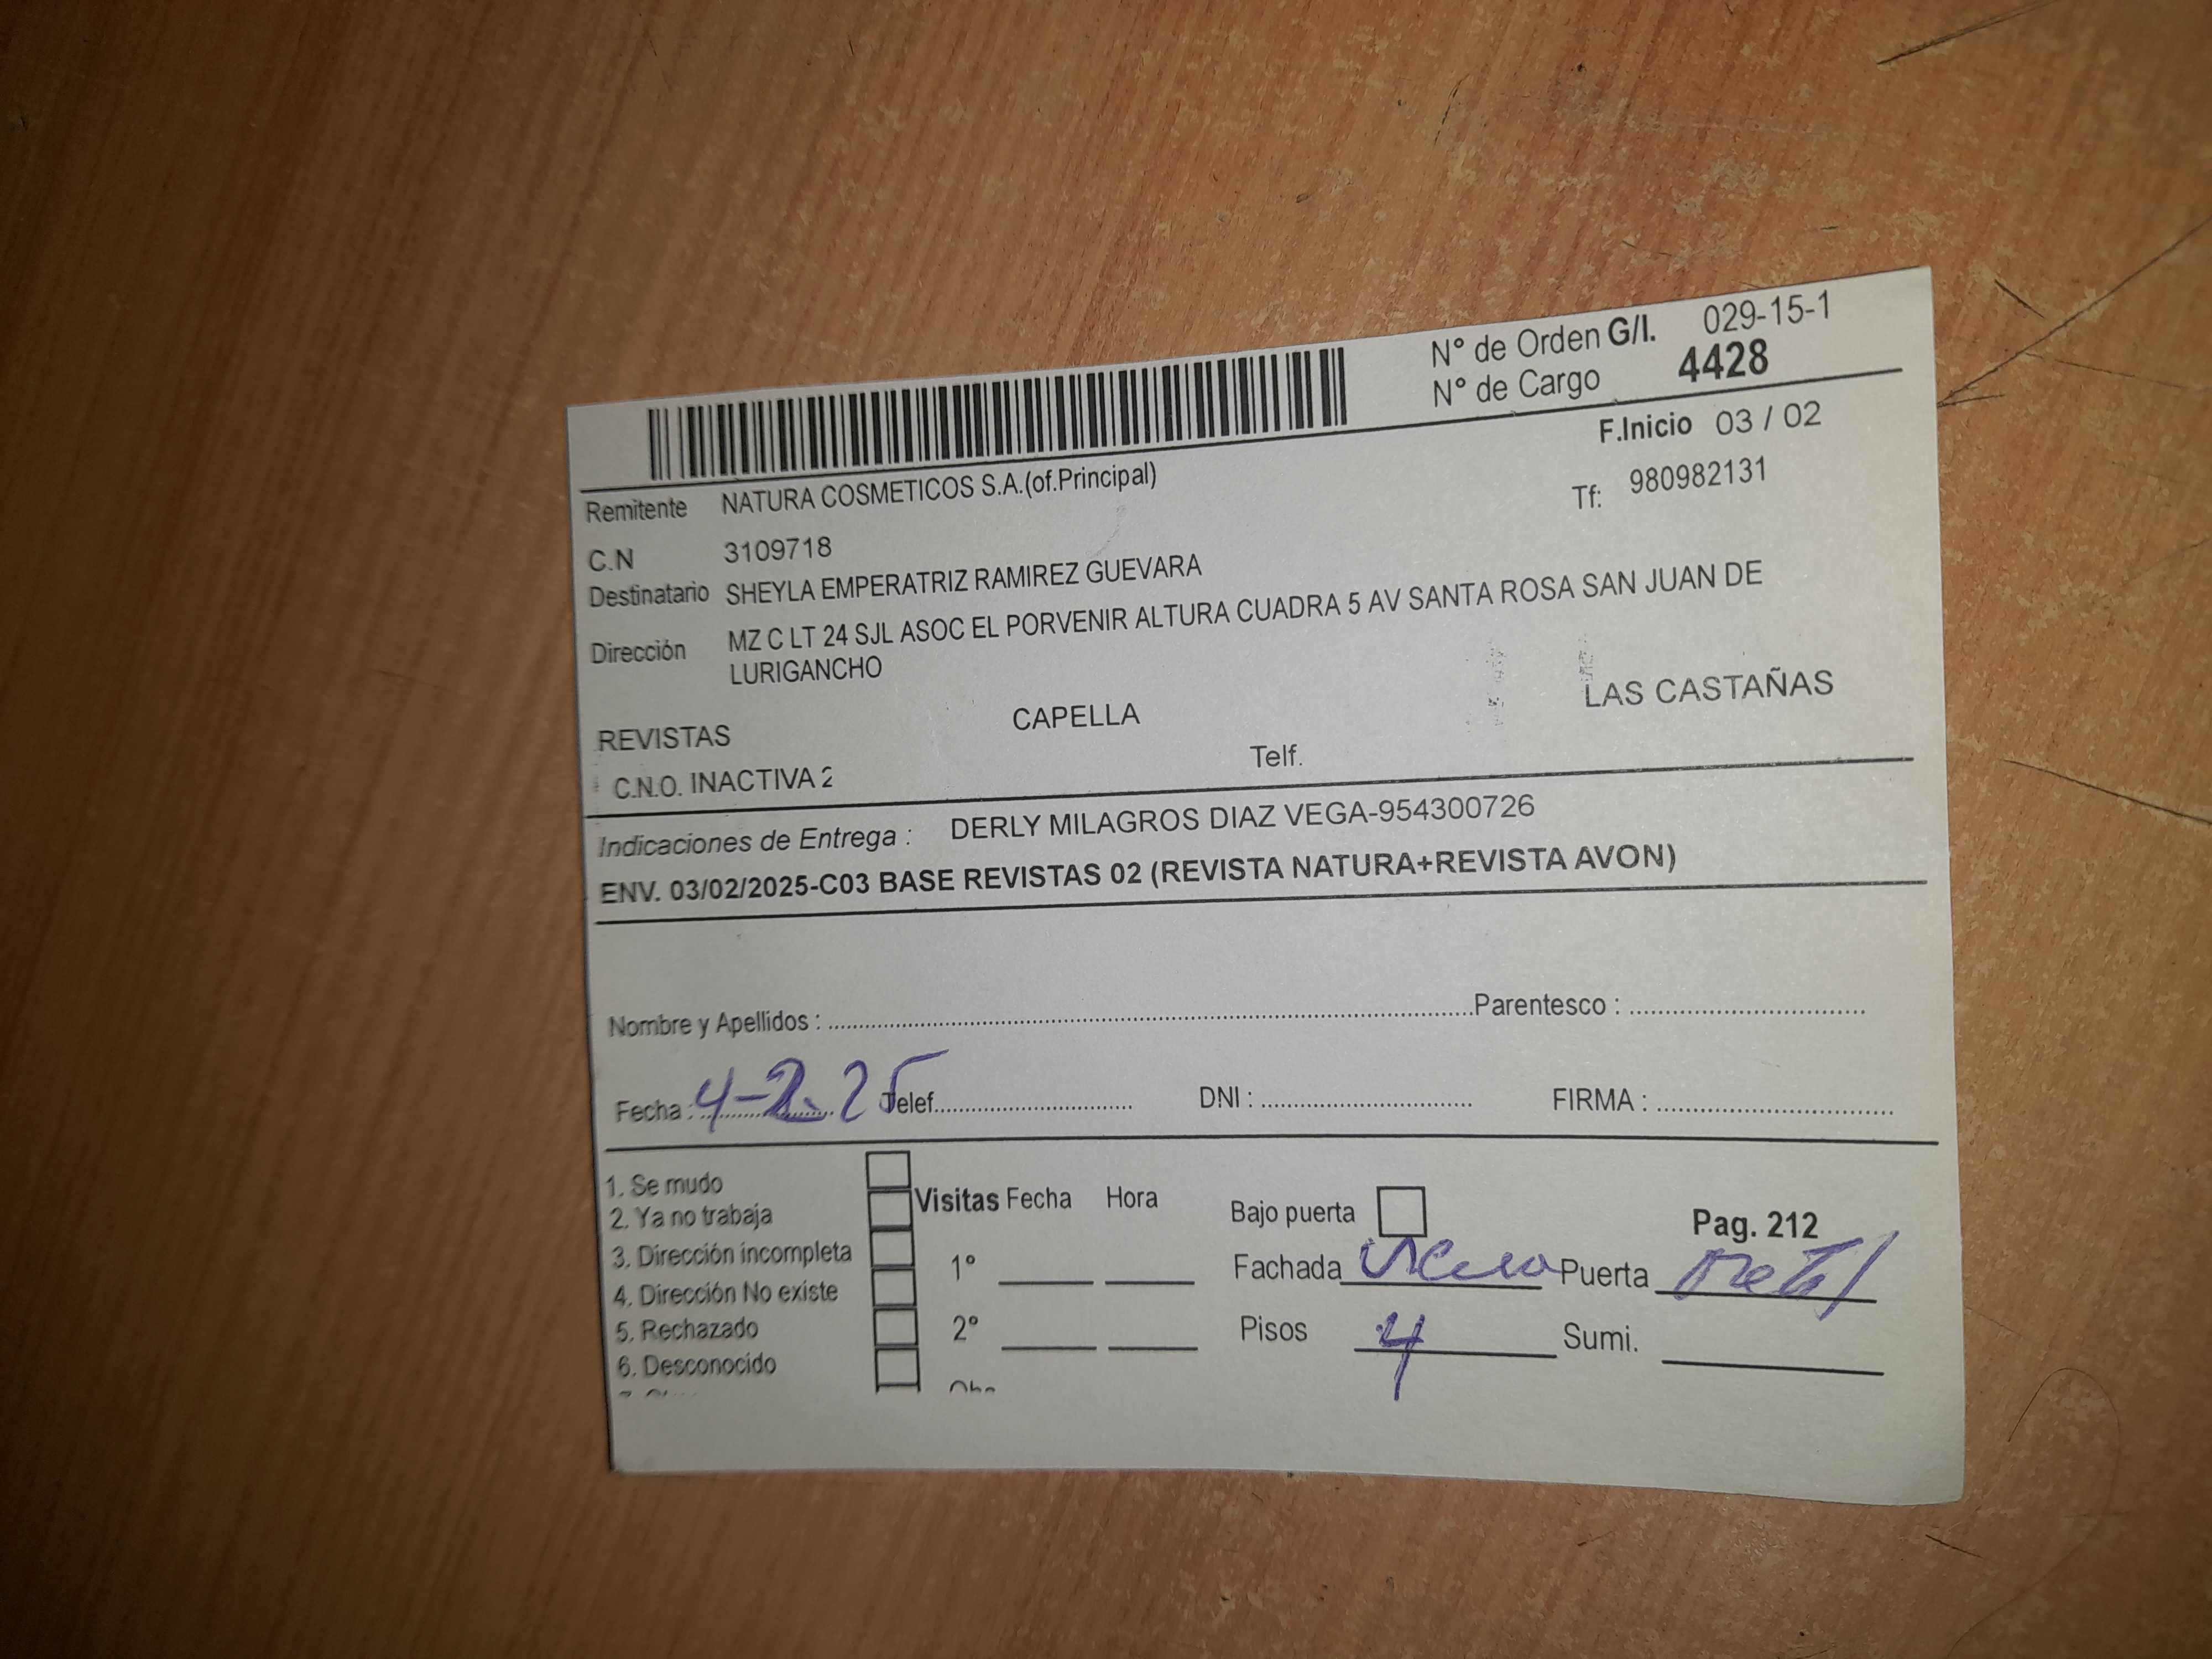 N° de Orden G/I. 029-15-1
N° de Cargo 4428
F.Inicio 03 / 02
Remitente NATURA COSMETICOS S.A.(of.Principal)
Tf: 980982131
C.N 3109718
Destinatario SHEYLA EMPERATRIZ RAMIREZ GUEVARA
Dirección MZ C LT 24 SJL ASOC EL PORVENIR ALTURA CUADRA 5 AV SANTA ROSA SAN JUAN DE
LURIGANCHO
REVISTAS CAPELLA LAS CASTAÑAS
C.N.O. INACTIVA 2 Telf.
Indicaciones de Entrega : DERLY MILAGROS DIAZ VEGA-954300726
ENV. 03/02/2025-C03 BASE REVISTAS 02 (REVISTA NATURA+REVISTA AVON)
Nombre y Apellidos : Parentesco :
Fecha : 4-2.25 Telef. DNI : FIRMA :
1. Se mudo
2. Ya no trabaja
3. Dirección incompleta
4. Dirección No existe
5. Rechazado
6. Desconocido
Visitas Fecha Hora
1°
2°
Bajo puerta
Pag. 212
Fachada Puerta Metal
Pisos 4 Sumi.